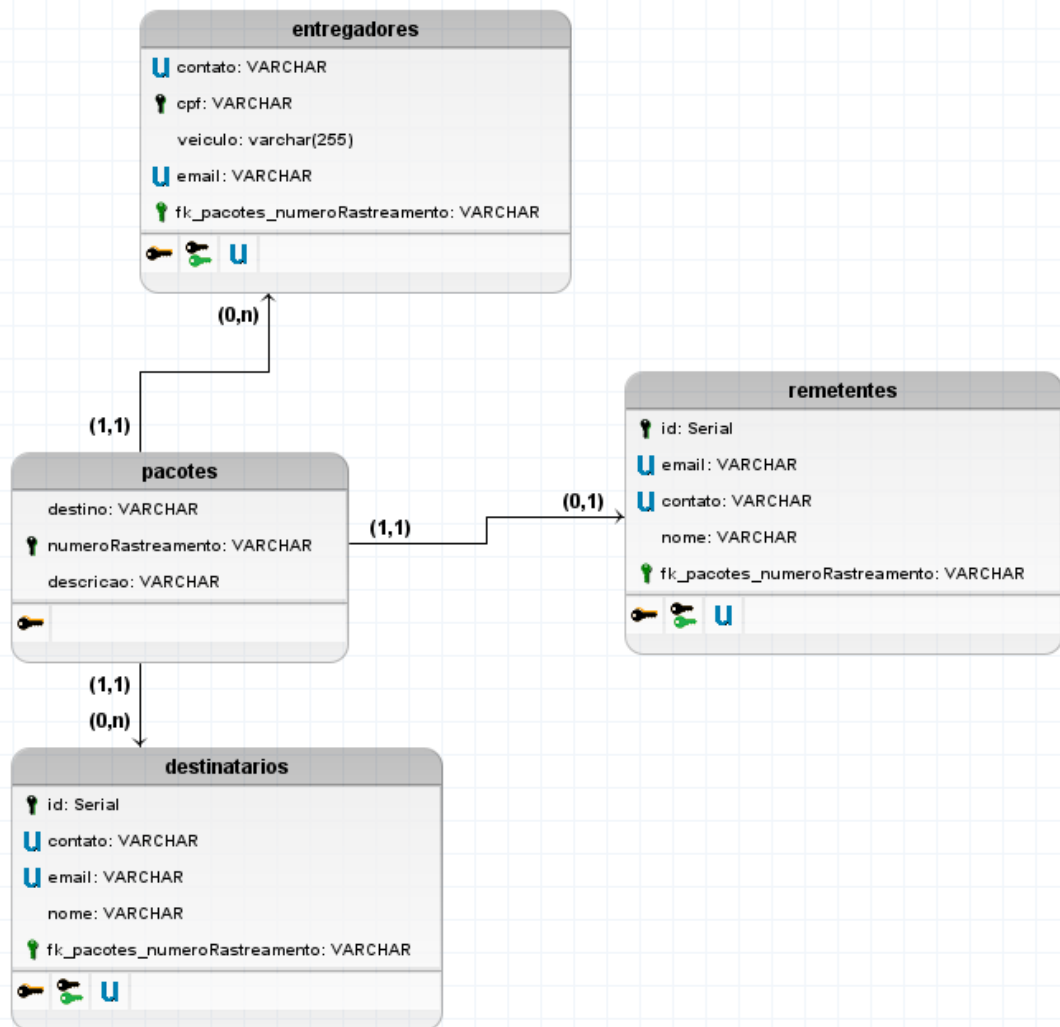 entregadores
U contato: VARCHAR
cpf: VARCHAR
veiculo: varchar(255)
U email: VARCHAR
fk_pacotes_numeroRastreamento: VARCHAR
U
(0,n)
(1,1)
pacotes
destino: VARCHAR
numeroRastreamento: VARCHAR
descricao: VARCHAR
(1,1)
(0,1)
remetentes
id: Serial
U email: VARCHAR
U contato: VARCHAR
nome: VARCHAR
fk_pacotes_numeroRastreamento: VARCHAR
U
(1,1)
(0,n)
destinatarios
id: Serial
U contato: VARCHAR
U email: VARCHAR
nome: VARCHAR
fk_pacotes_numeroRastreamento: VARCHAR
U